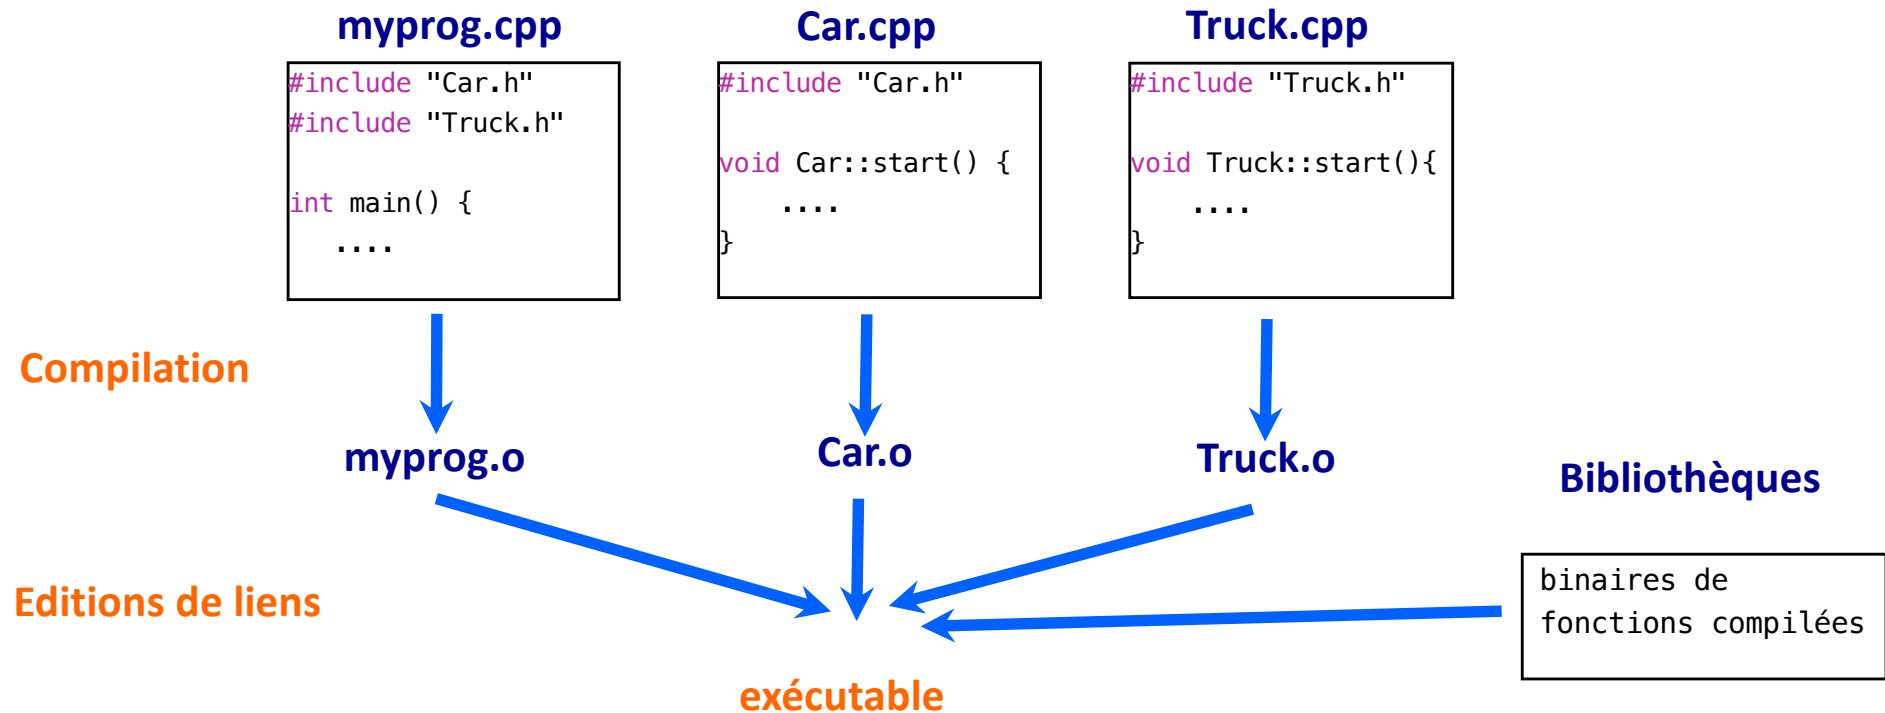 myprog.cpp
#include "Car.h"
#include "Truck.h"
int main() {
....
Car.cpp
#include "Car.h"
void Car::start() {
....
}
Truck.cpp
#include "Truck.h"
void Truck::start(){
....
}
Compilation
myprog.o
Car.o
Truck.o
Bibliothèques
Editions de liens
binaires de
fonctions compilées
exécutable